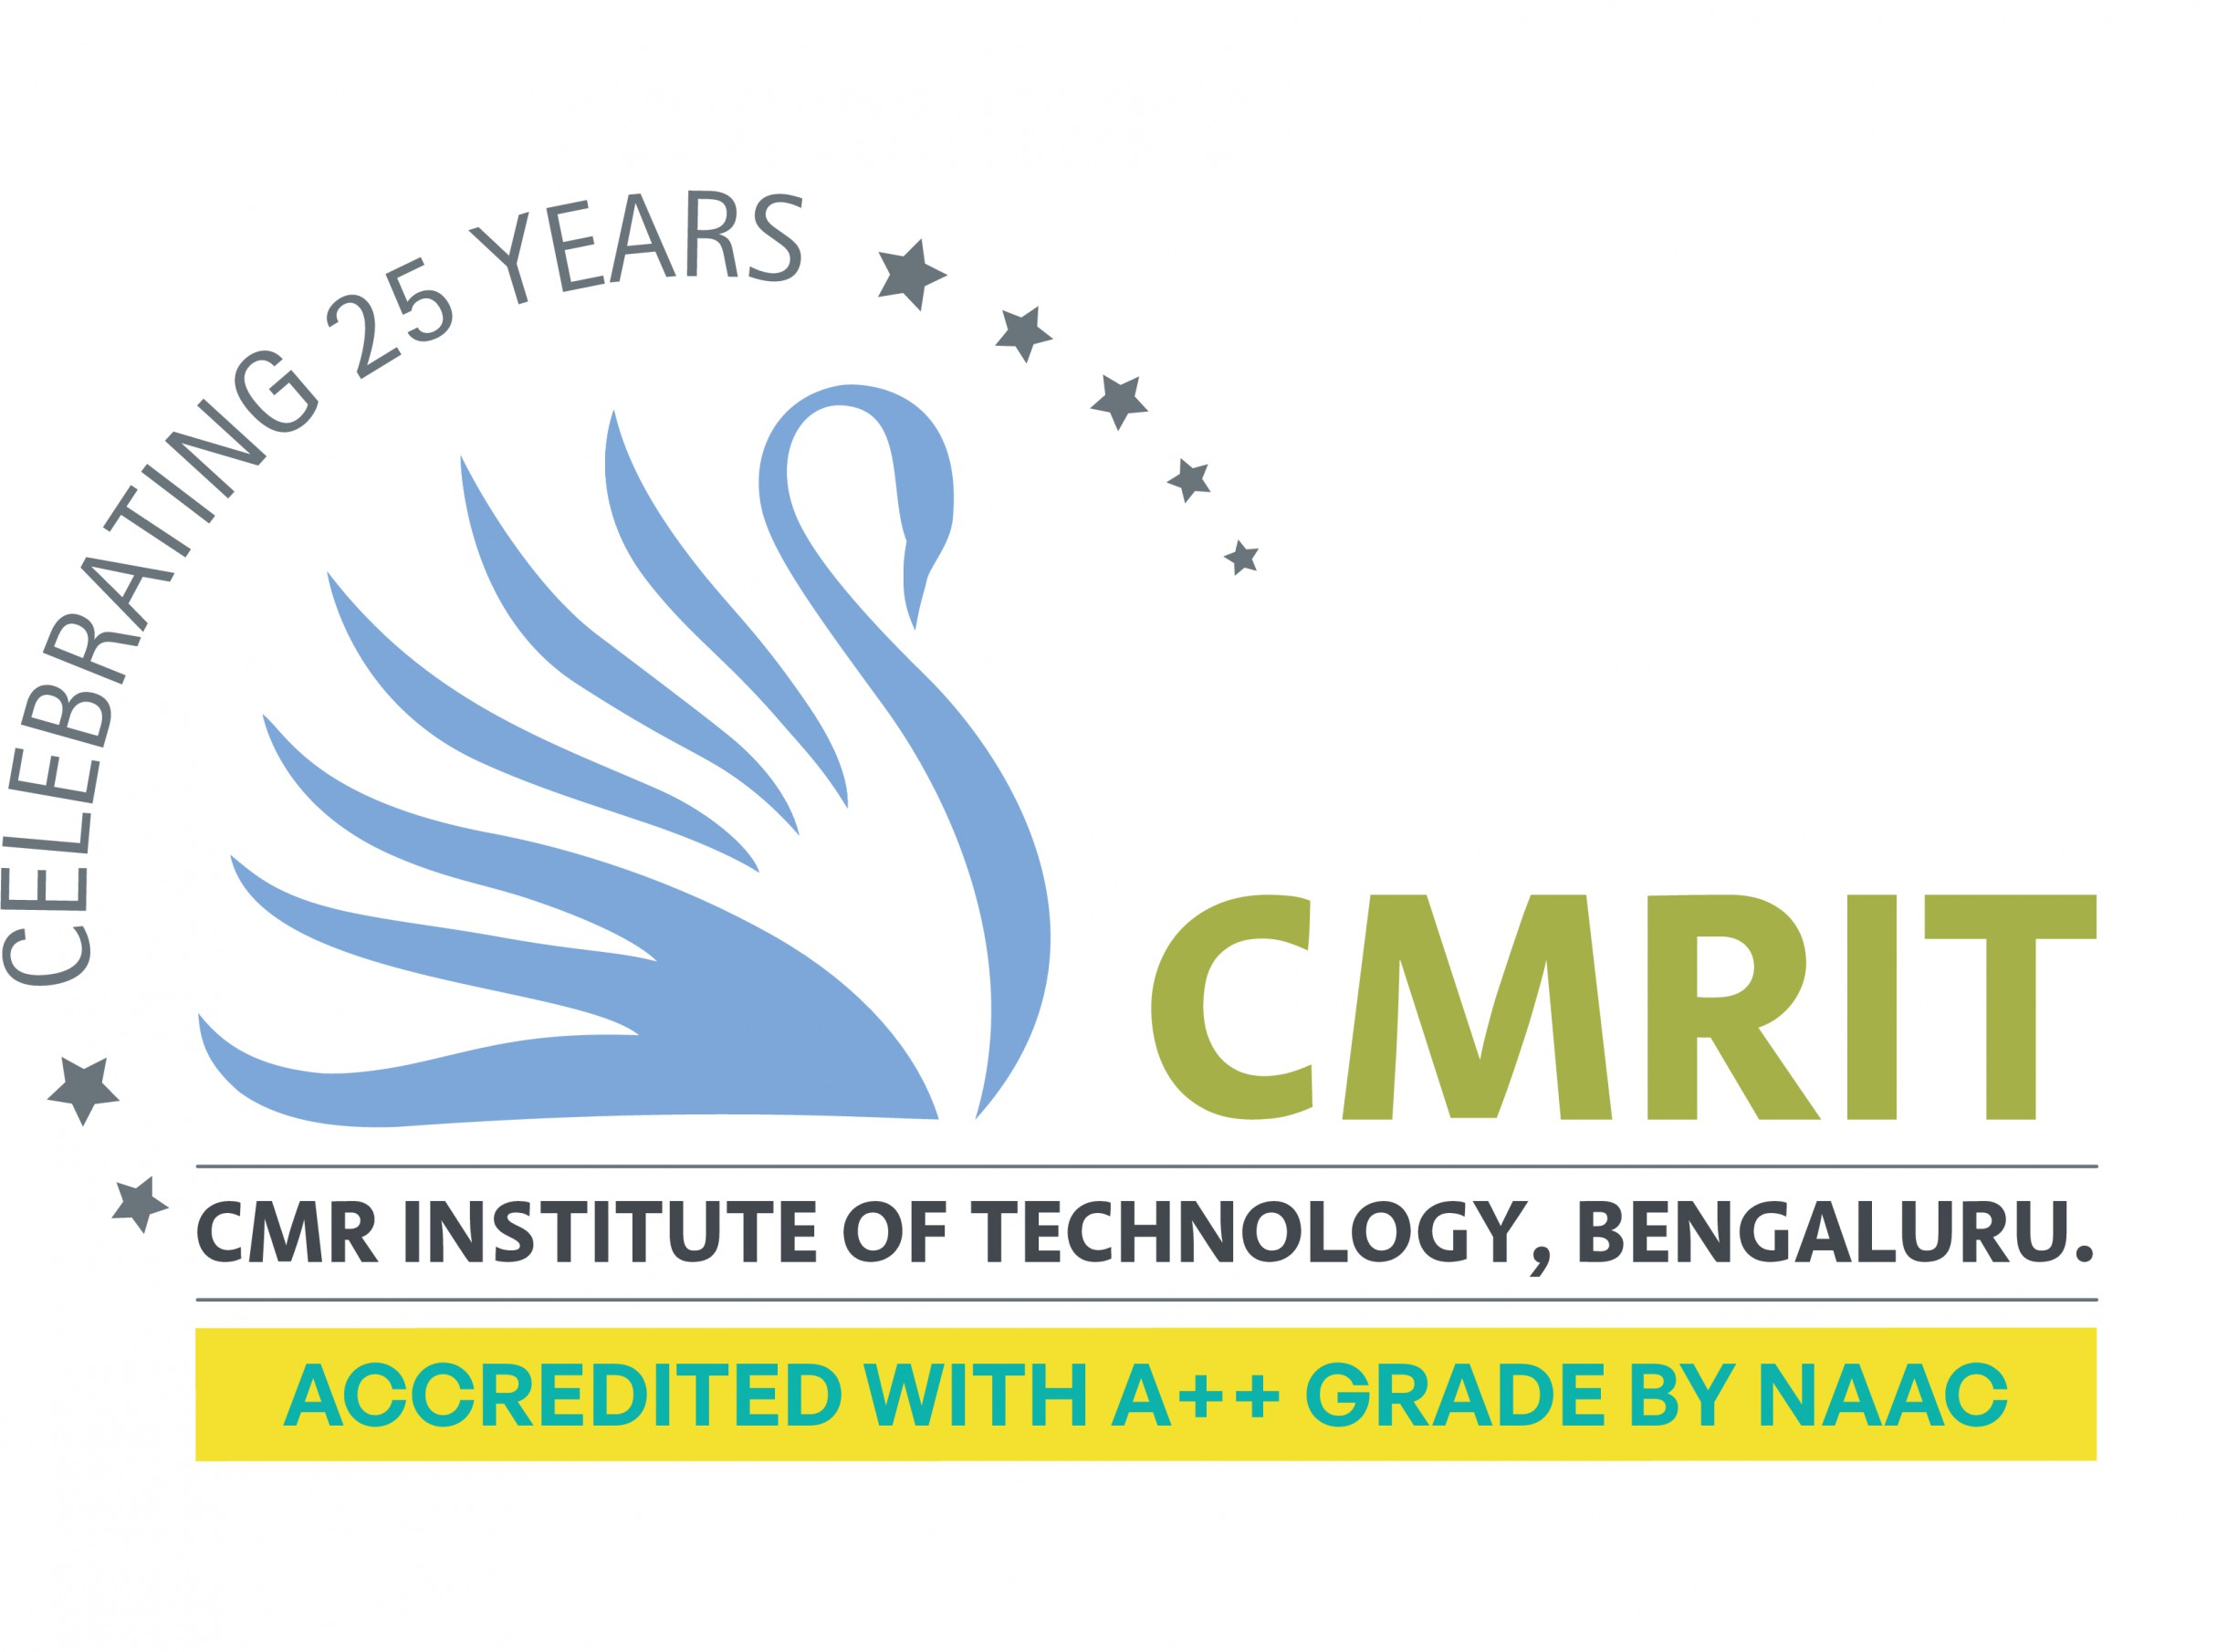 CELEBRATING 25 YEARS
CMRIT
CMR INSTITUTE OF TECHNOLOGY, BENGALURU.
ACCREDITED WITH A++ GRADE BY NAAC